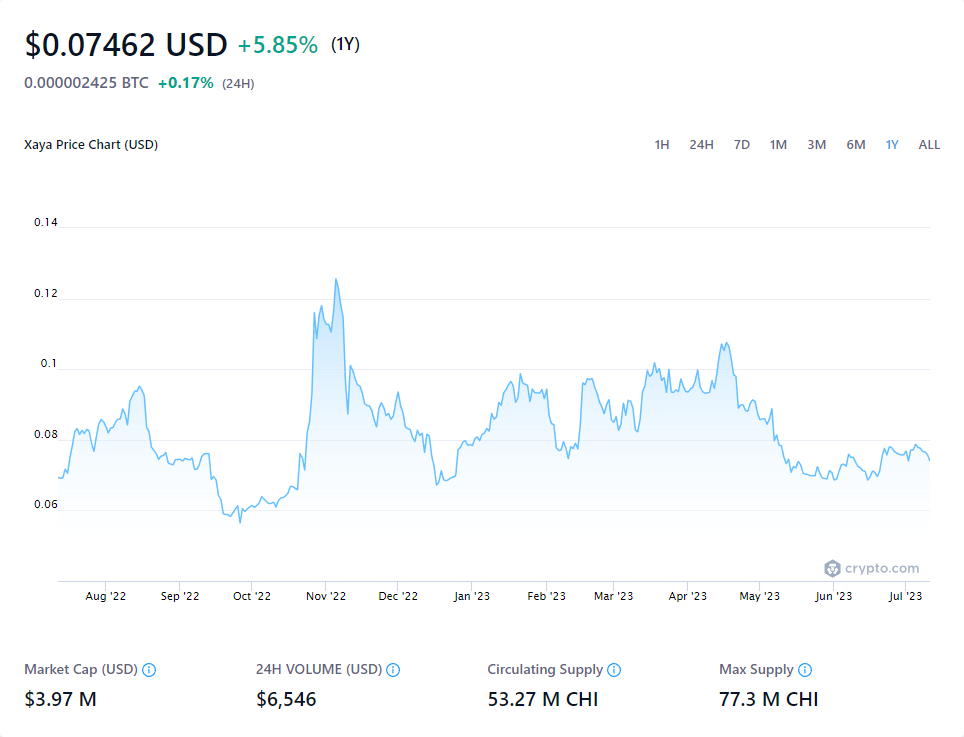 $0.07462 USD +5.85% (1Y)
0.000002425 BTC +0.17% (24H)
Xaya Price Chart (USD) 1H 24H 7D 1M 3M 6M 1Y ALL
0.14
0.12
0.1
0.08
0.06
crypto.com
Aug '22 Sep '22 Oct '22 Nov '22 Dec '22 Jan '23 Feb '23 Mar '23 Apr '23 May '23 Jun '23 Jul '23
Market Cap (USD) 24H VOLUME (USD) Circulating Supply Max Supply
$3.97 M $6,546 53.27 M CHI 77.3 M CHI